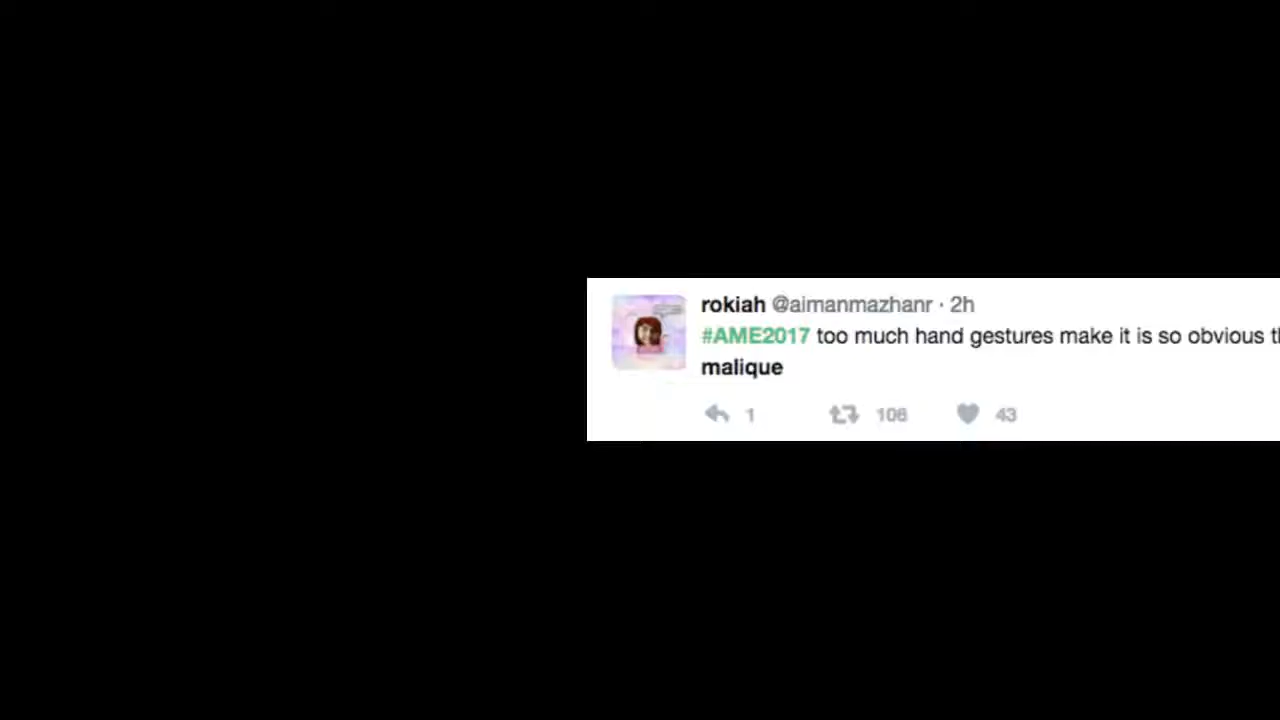 rokiah @aimanmazhanr · 2h
#AME2017 too much hand gestures make it is so obvious
malique
1 106 43